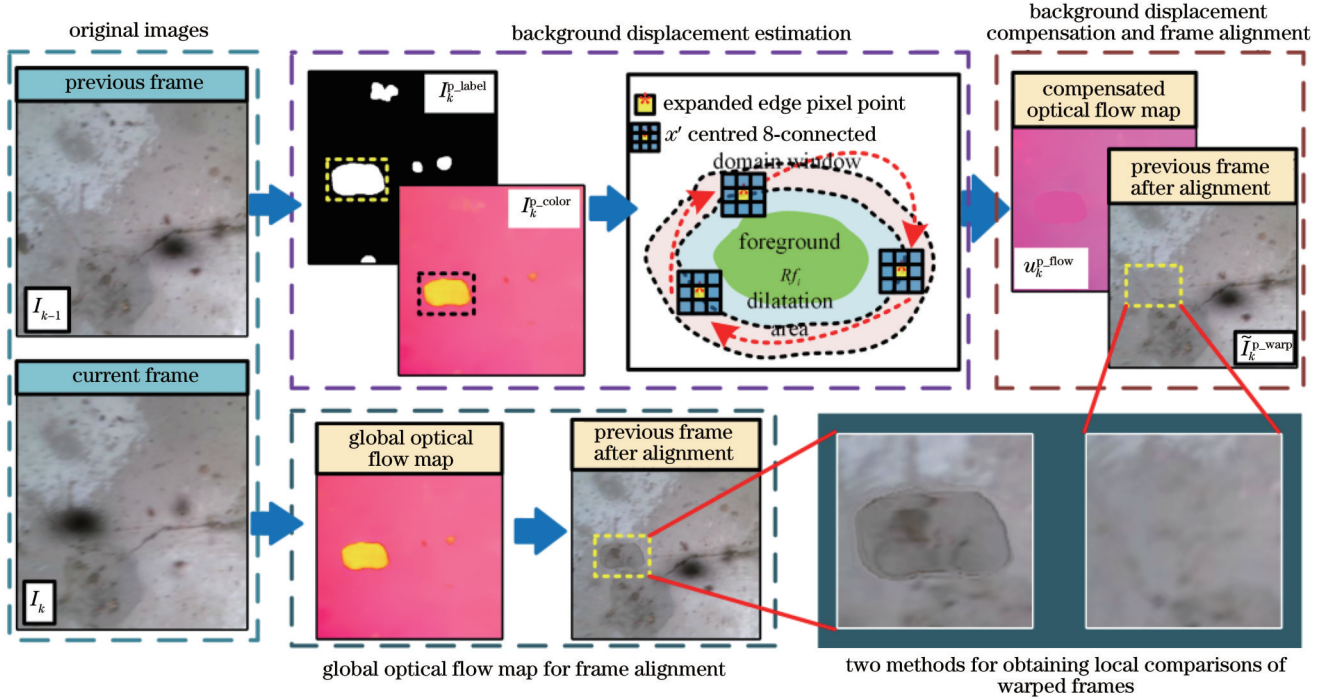 original images
previous frame
I_{k−1}
current frame
I_k
background displacement estimation
I_k^{p_label}
I_k^{p_color}
expanded edge pixel point
x′ centred 8-connected
domain window
foreground
Rf_i
dilatation
area
background displacement
compensation and frame alignment
compensated
optical flow map
u_k^{p_flow}
previous frame
after alignment
Ĩ_k^{p_warp}
global optical
flow map
previous frame
after alignment
global optical flow map for frame alignment
two methods for obtaining local comparisons of
warped frames